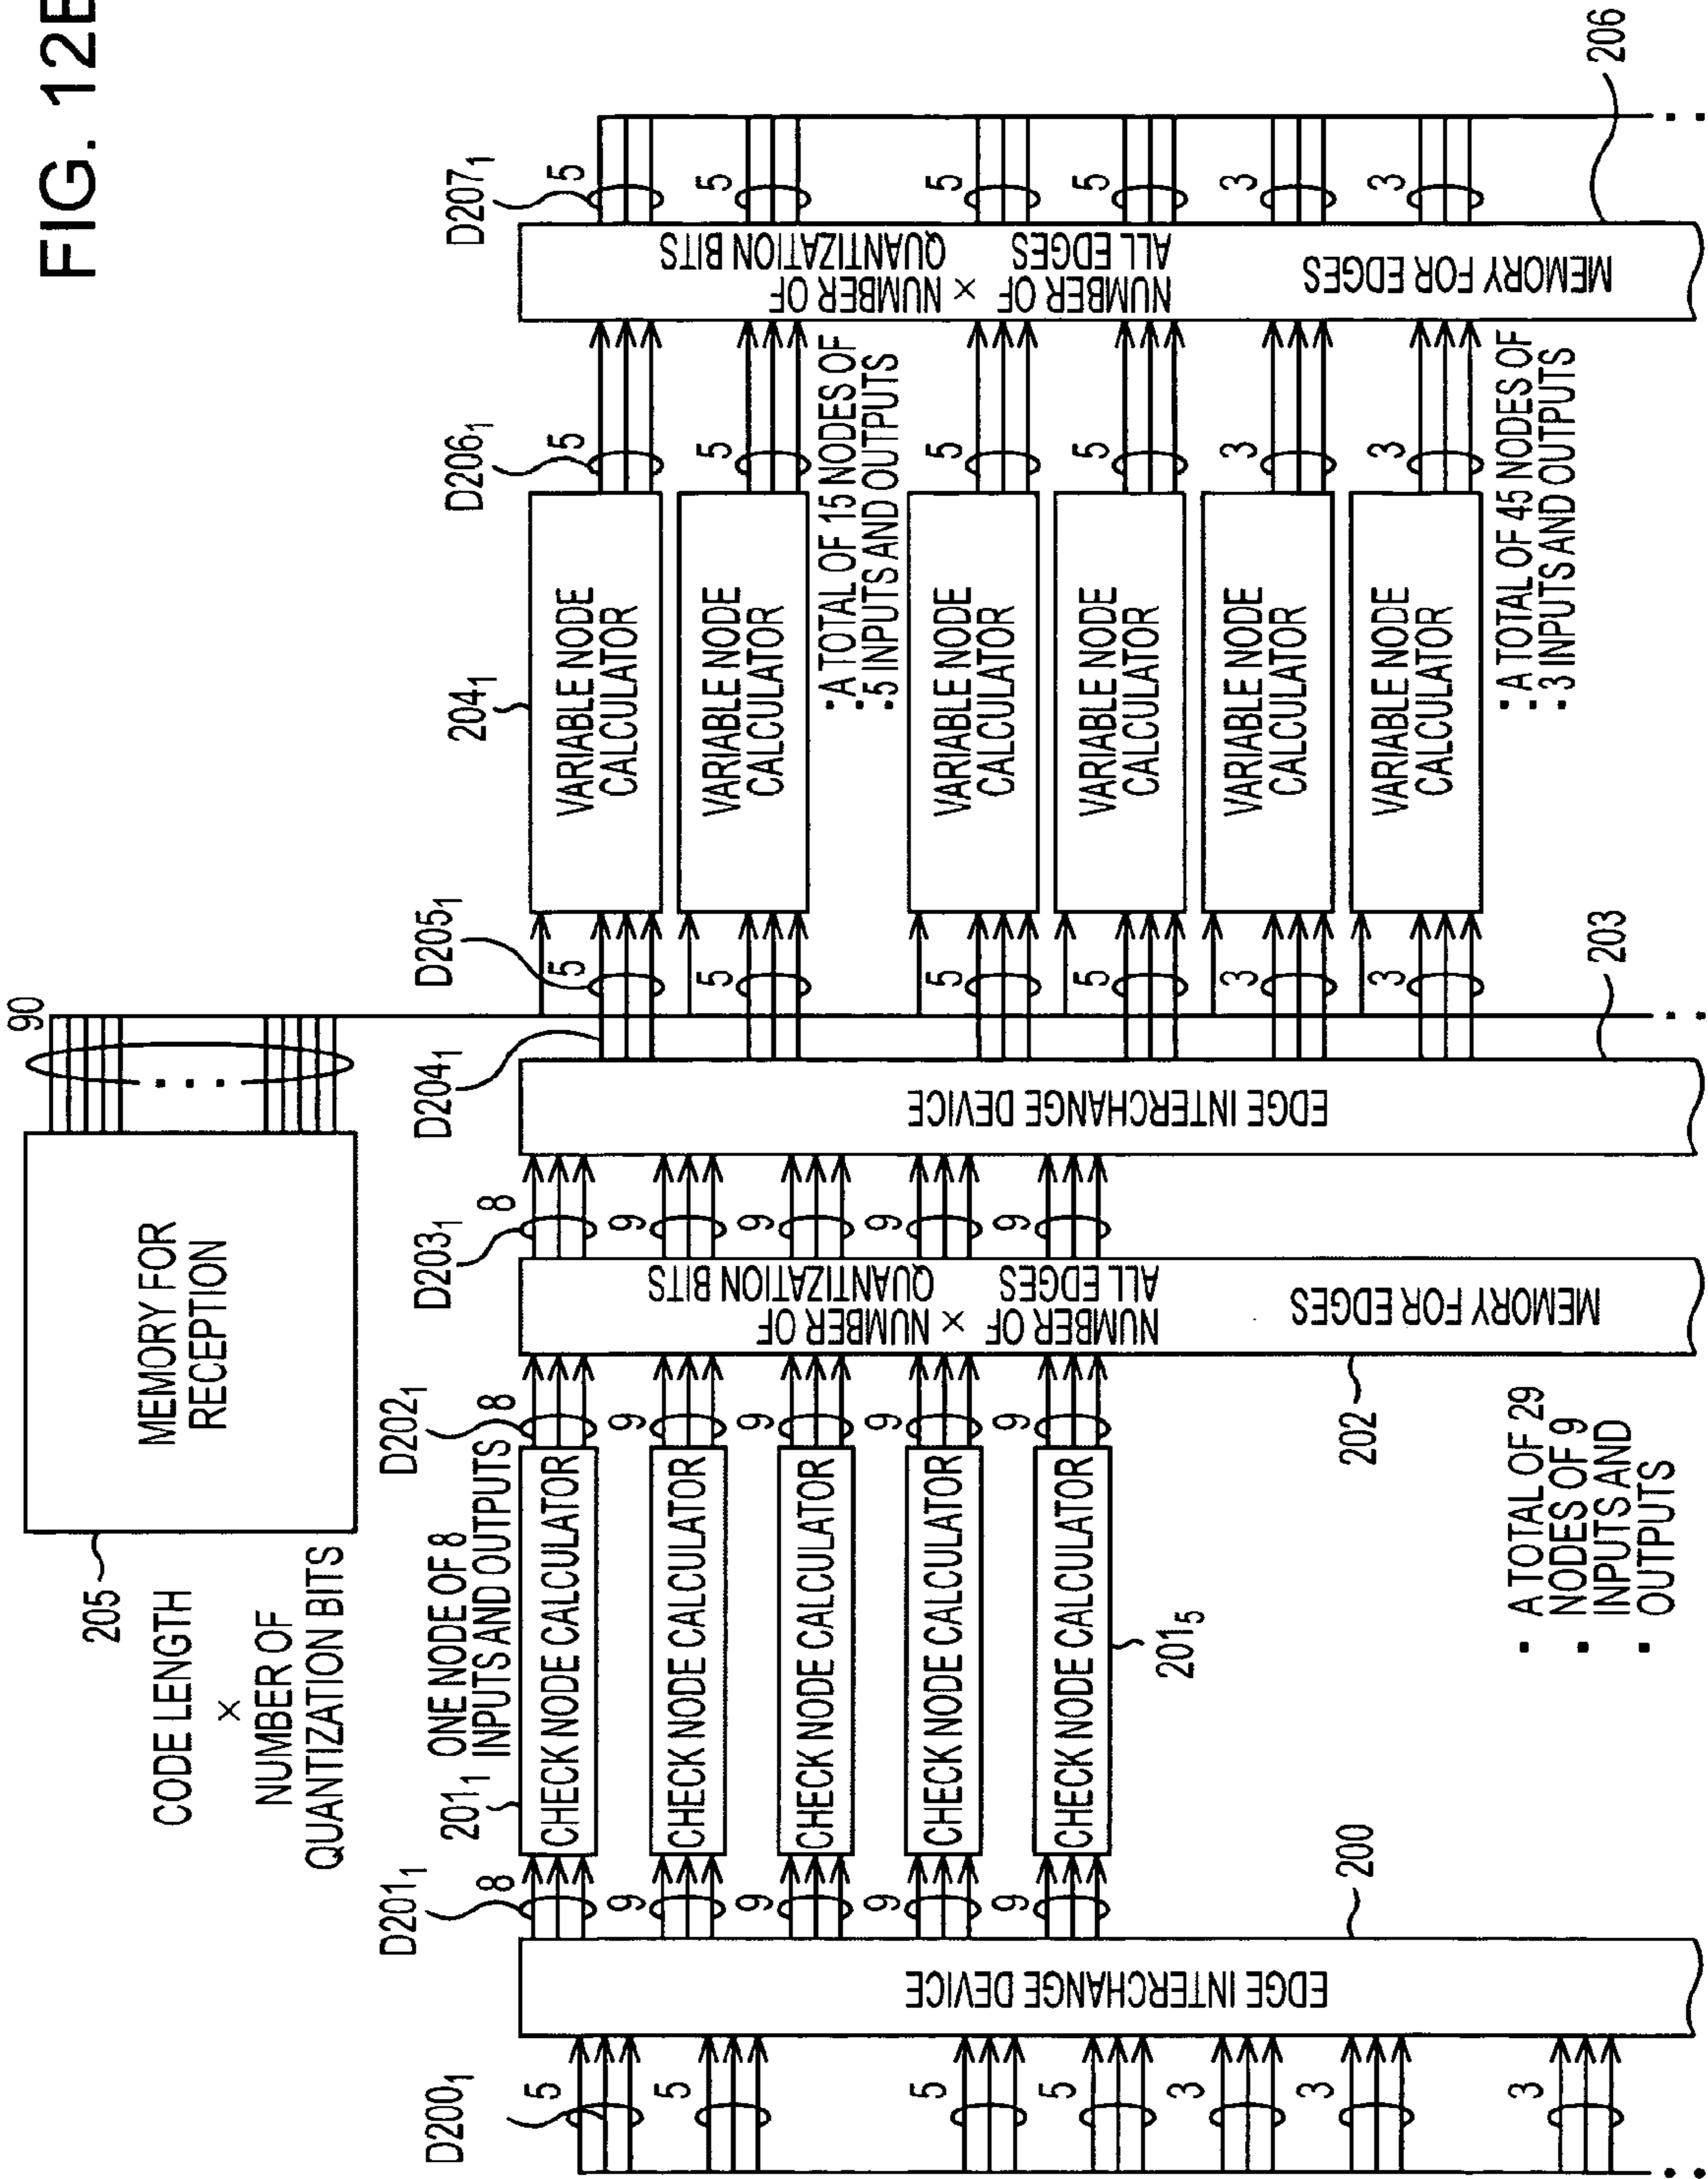 FIG. 12B
90
205
MEMORY FOR
RECEPTION
CODE LENGTH
×
NUMBER OF
QUANTIZATION BITS
D200₁
5
5
5
5
3
3
3
EDGE INTERCHANGE DEVICE
200
D201₁
8
9
9
9
9
201₁
ONE NODE OF 8
INPUTS AND OUTPUTS
CHECK NODE CALCULATOR
CHECK NODE CALCULATOR
CHECK NODE CALCULATOR
CHECK NODE CALCULATOR
CHECK NODE CALCULATOR
201₅
A TOTAL OF 29
NODES OF 9
INPUTS AND
OUTPUTS
D202₁
8
9
9
9
9
NUMBER OF × NUMBER OF
ALL EDGES QUANTIZATION BITS
MEMORY FOR EDGES
202
D203₁
8
9
9
9
9
EDGE INTERCHANGE DEVICE
203
D204₁
D205₁
5
5
5
5
3
3
204₁
VARIABLE NODE
CALCULATOR
VARIABLE NODE
CALCULATOR
A TOTAL OF 15 NODES OF
5 INPUTS AND OUTPUTS
VARIABLE NODE
CALCULATOR
VARIABLE NODE
CALCULATOR
VARIABLE NODE
CALCULATOR
VARIABLE NODE
CALCULATOR
A TOTAL OF 45 NODES OF
3 INPUTS AND OUTPUTS
D206₁
5
5
5
5
3
3
NUMBER OF × NUMBER OF
ALL EDGES QUANTIZATION BITS
MEMORY FOR EDGES
206
D207₁
5
5
5
5
3
3